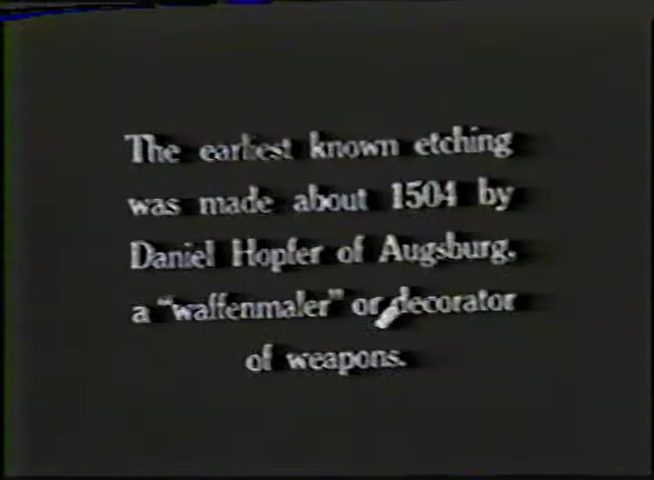 The earliest known etching
was made about 1504 by
Daniel Hopfer of Augsburg,
a "waffenmaler" or decorator
of weapons.